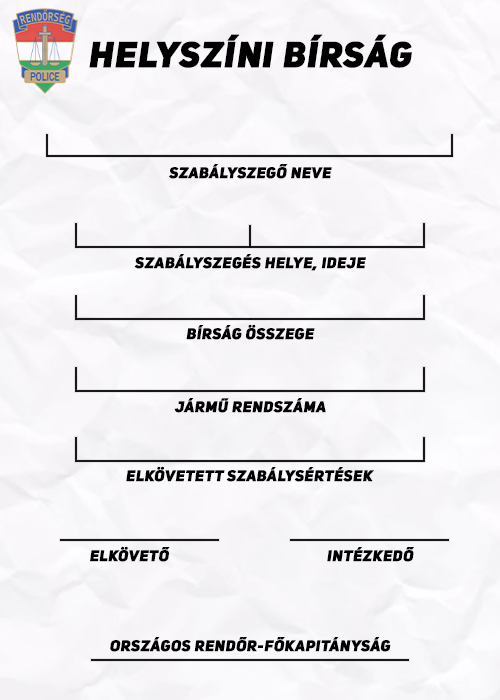 RENDŐRSÉG
POLICE
HELYSZÍNI BÍRSÁG
SZABÁLYSZEGŐ NEVE
SZABÁLYSZEGÉS HELYE, IDEJE
BÍRSÁG ÖSSZEGE
JÁRMŰ RENDSZÁMA
ELKÖVETETT SZABÁLYSÉRTÉSEK
ELKÖVETŐ
INTÉZKEDŐ
ORSZÁGOS RENDŐR-FŐKAPITÁNYSÁG